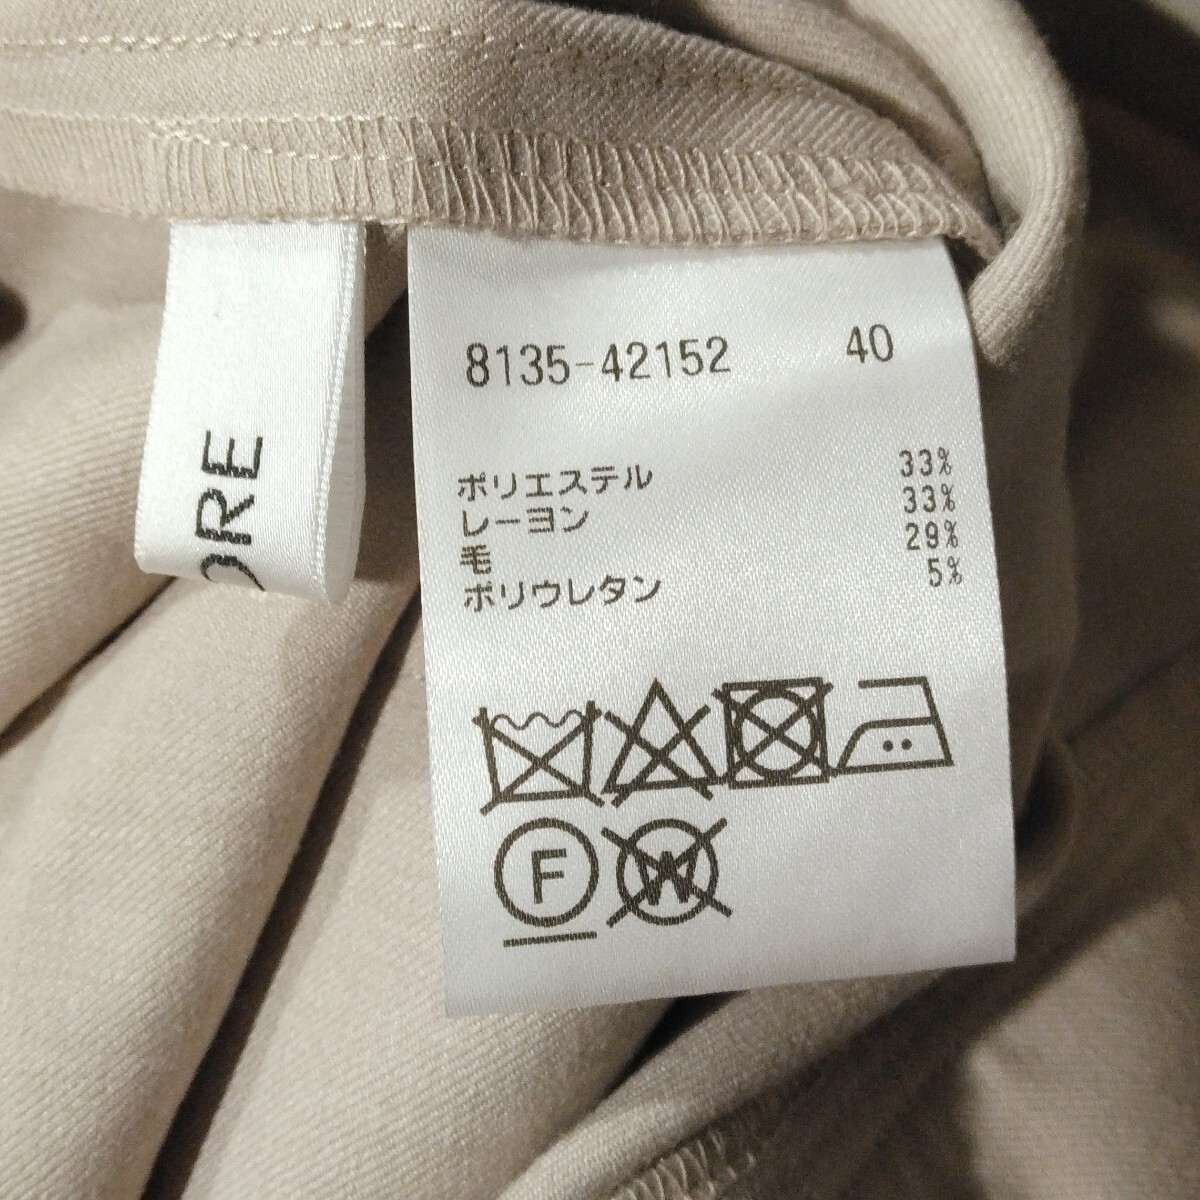 8135-42152 40
ポリエステル 33%
レーヨン 33%
毛 29%
ポリウレタン 5%
F W
ORE